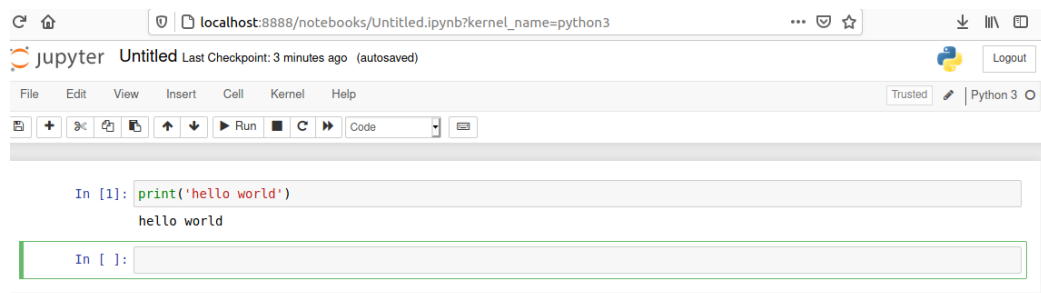 localhost:8888/notebooks/Untitled.ipynb?kernel_name=python3
jupyter Untitled Last Checkpoint: 3 minutes ago (autosaved) Logout
File Edit View Insert Cell Kernel Help Trusted Python 3
Run Code
In [1]: print('hello world')
hello world
In [ ]: